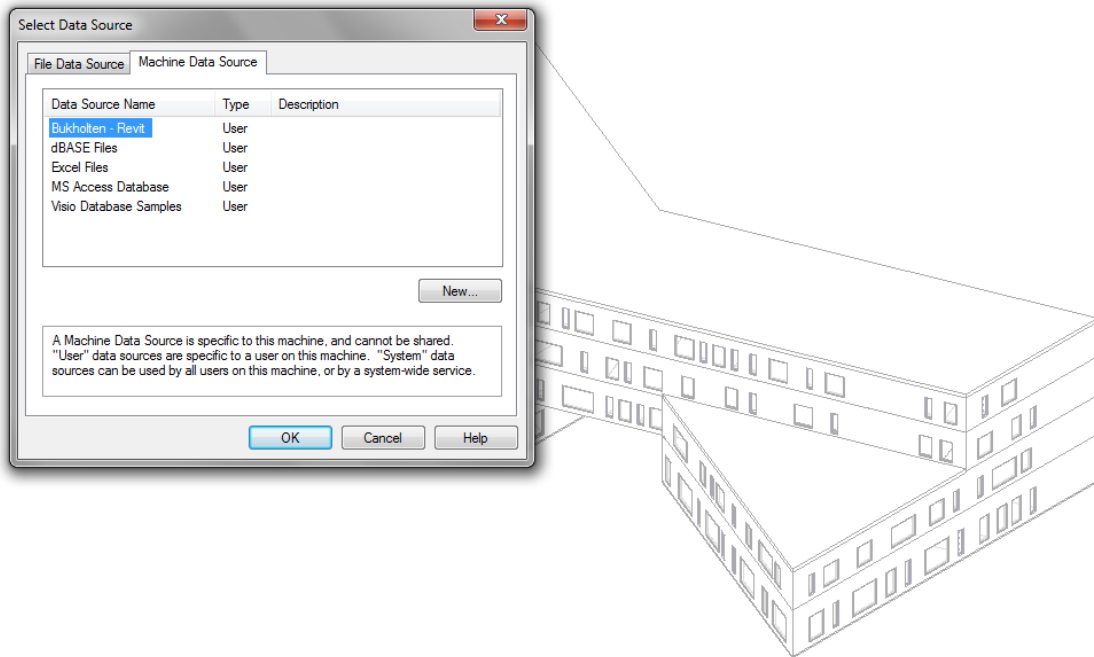 Select Data Source
File Data Source Machine Data Source
Data Source Name Type Description
Bukholten - Revit User
dBASE Files User
Excel Files User
MS Access Database User
Visio Database Samples User
New...
A Machine Data Source is specific to this machine, and cannot be shared.
"User" data sources are specific to a user on this machine. "System" data
sources can be used by all users on this machine, or by a system-wide service.
OK Cancel Help